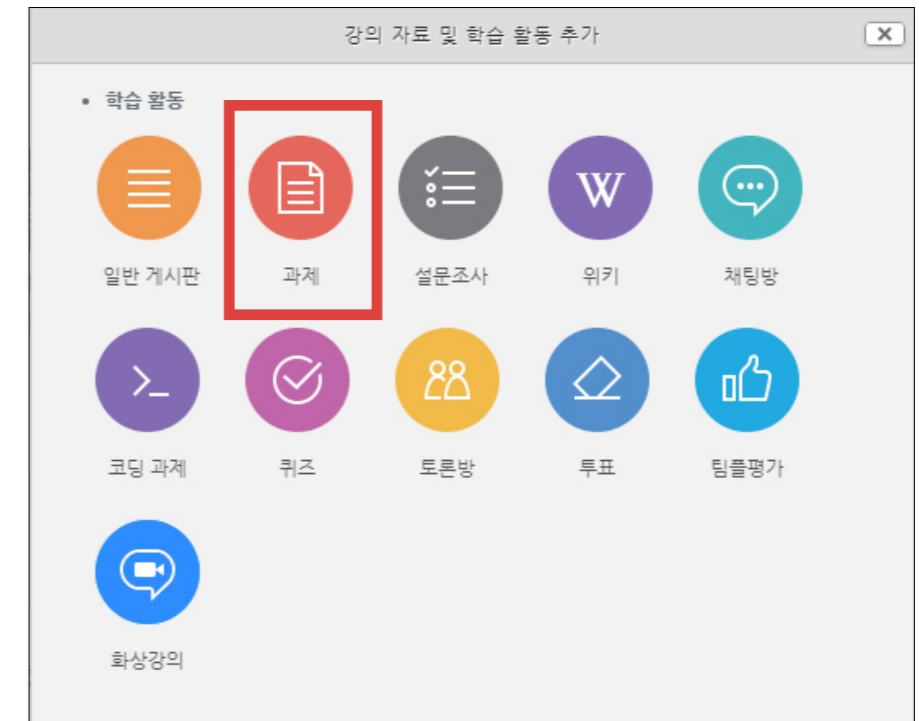 강의 자료 및 학습 활동 추가
학습 활동
일반 게시판
과제
설문조사
W
위키
채팅방
코딩 과제
퀴즈
토론방
투표
팀플평가
화상강의